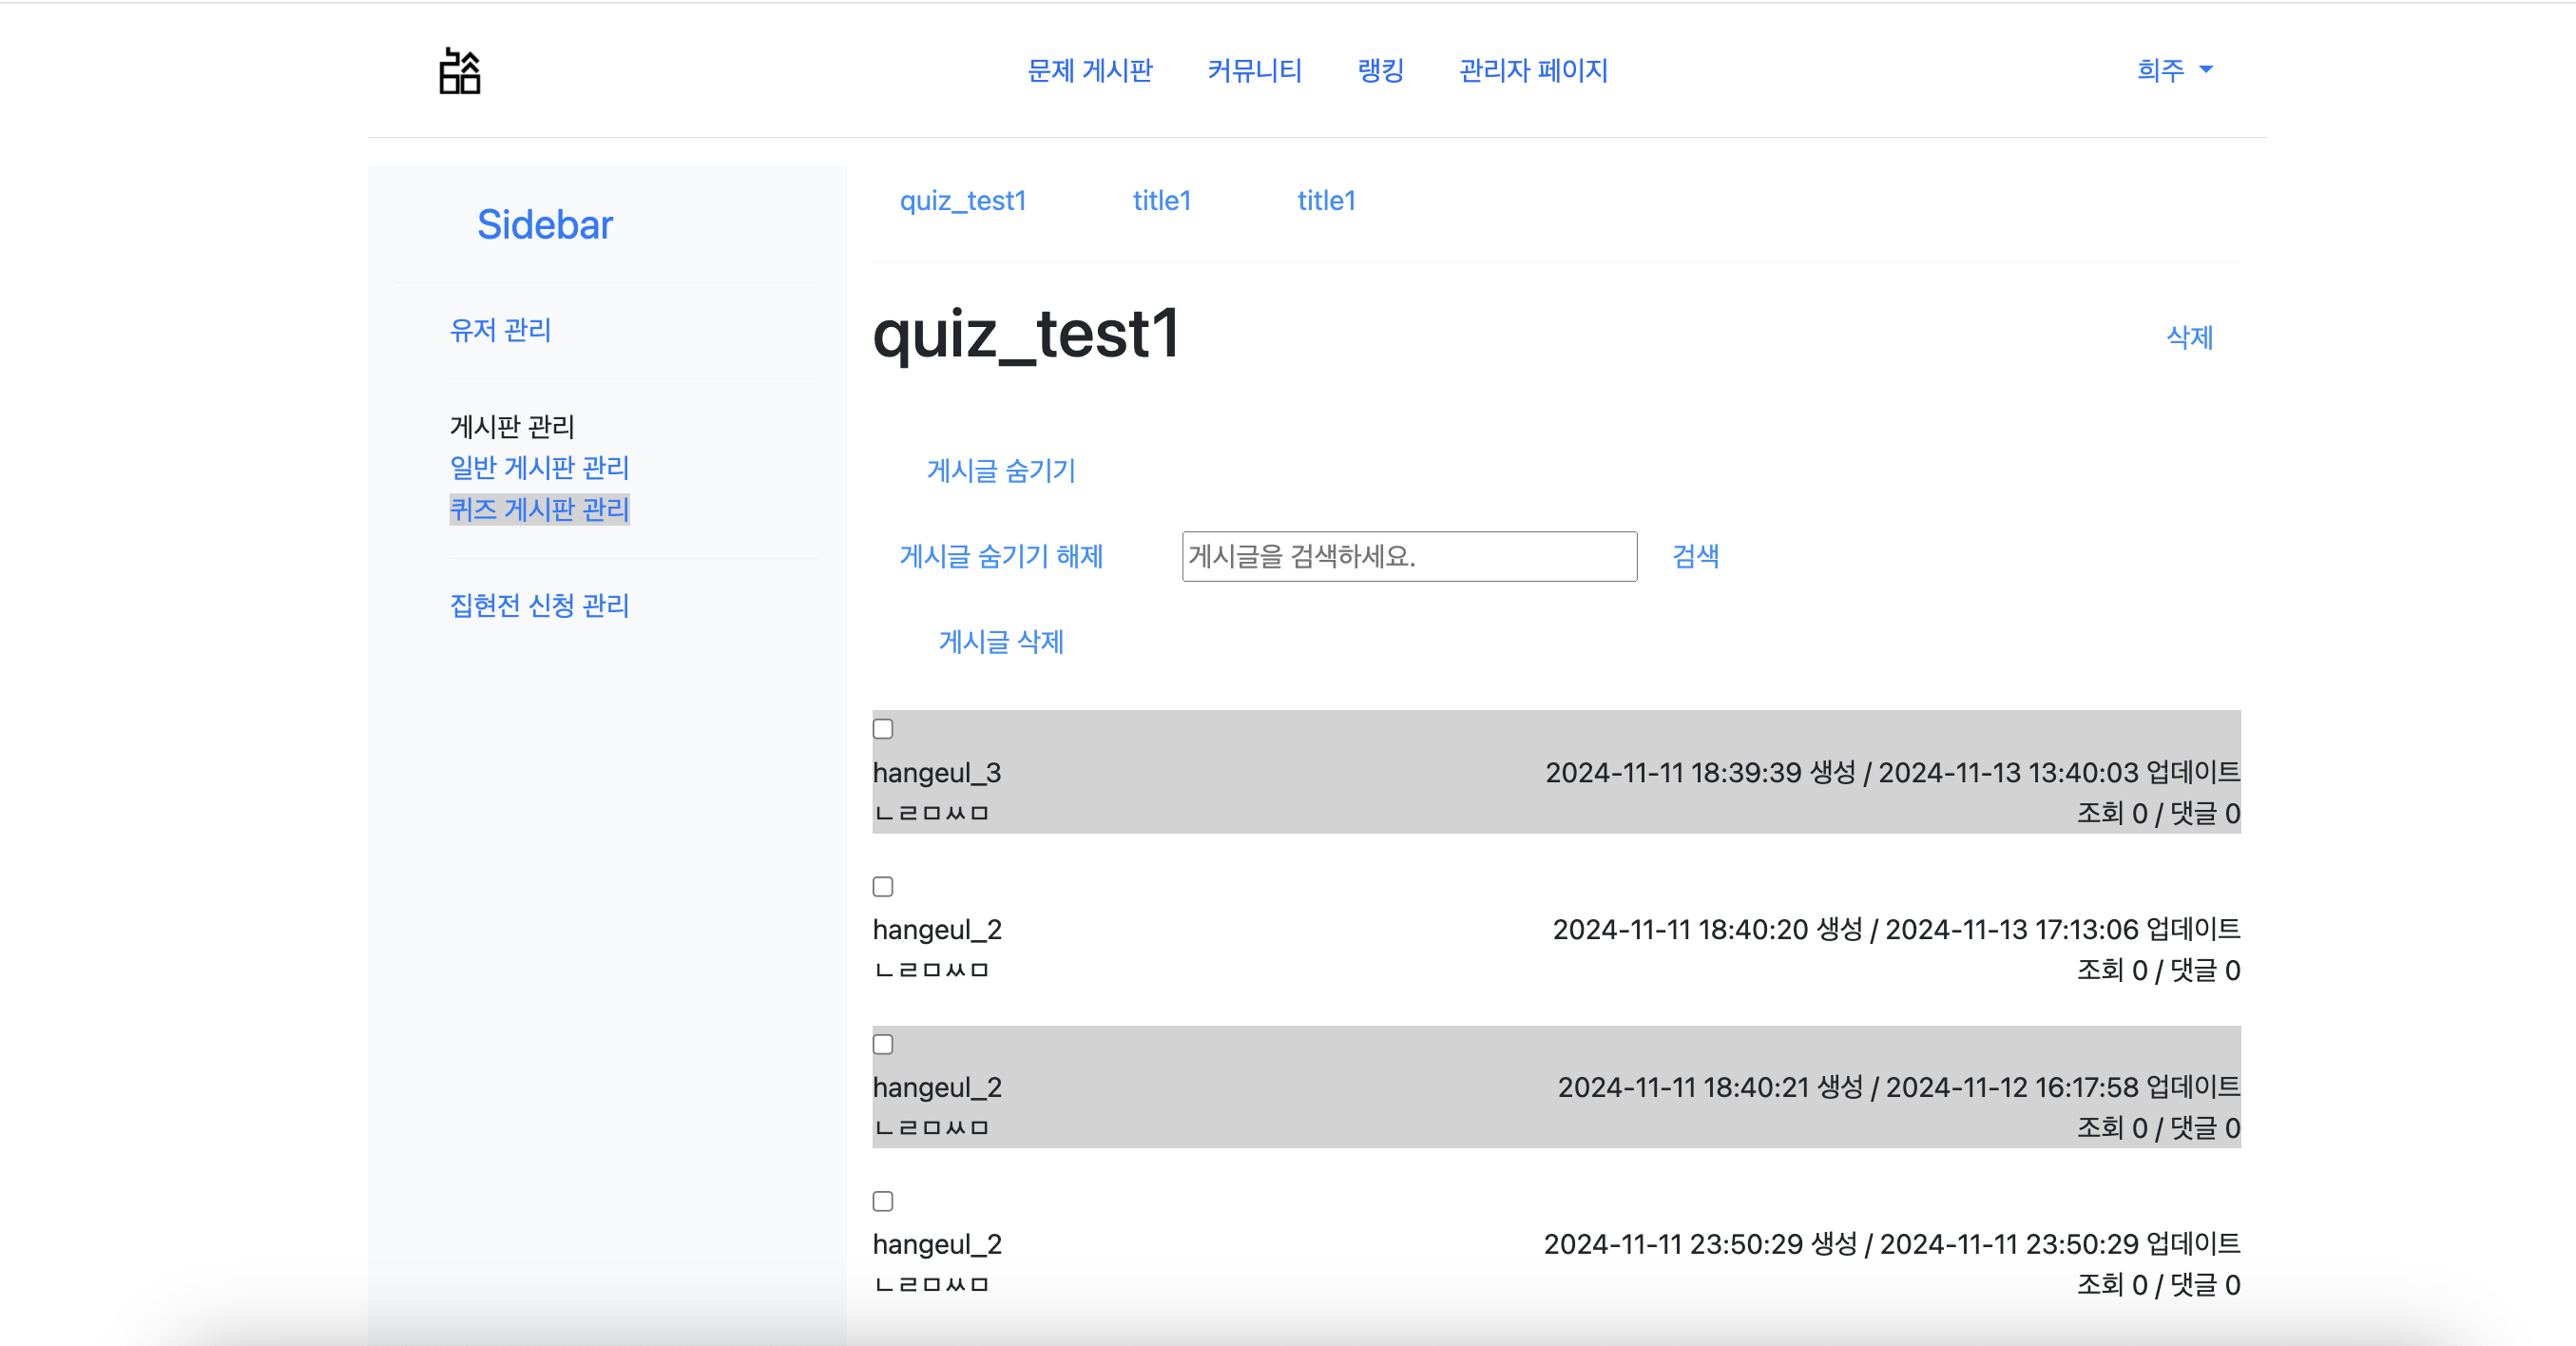 문제 게시판 커뮤니티 랭킹 관리자 페이지 희주
Sidebar
유저 관리
게시판 관리
일반 게시판 관리
퀴즈 게시판 관리
집현전 신청 관리
quiz_test1 title1 title1
quiz_test1 삭제
게시글 숨기기
게시글 숨기기 해제 게시글을 검색하세요. 검색
게시글 삭제
hangeul_3 2024-11-11 18:39:39 생성 / 2024-11-13 13:40:03 업데이트
ㄴㄹㅁㅆㅁ 조회 0 / 댓글 0
hangeul_2 2024-11-11 18:40:20 생성 / 2024-11-13 17:13:06 업데이트
ㄴㄹㅁㅆㅁ 조회 0 / 댓글 0
hangeul_2 2024-11-11 18:40:21 생성 / 2024-11-12 16:17:58 업데이트
ㄴㄹㅁㅆㅁ 조회 0 / 댓글 0
hangeul_2 2024-11-11 23:50:29 생성 / 2024-11-11 23:50:29 업데이트
ㄴㄹㅁㅆㅁ 조회 0 / 댓글 0